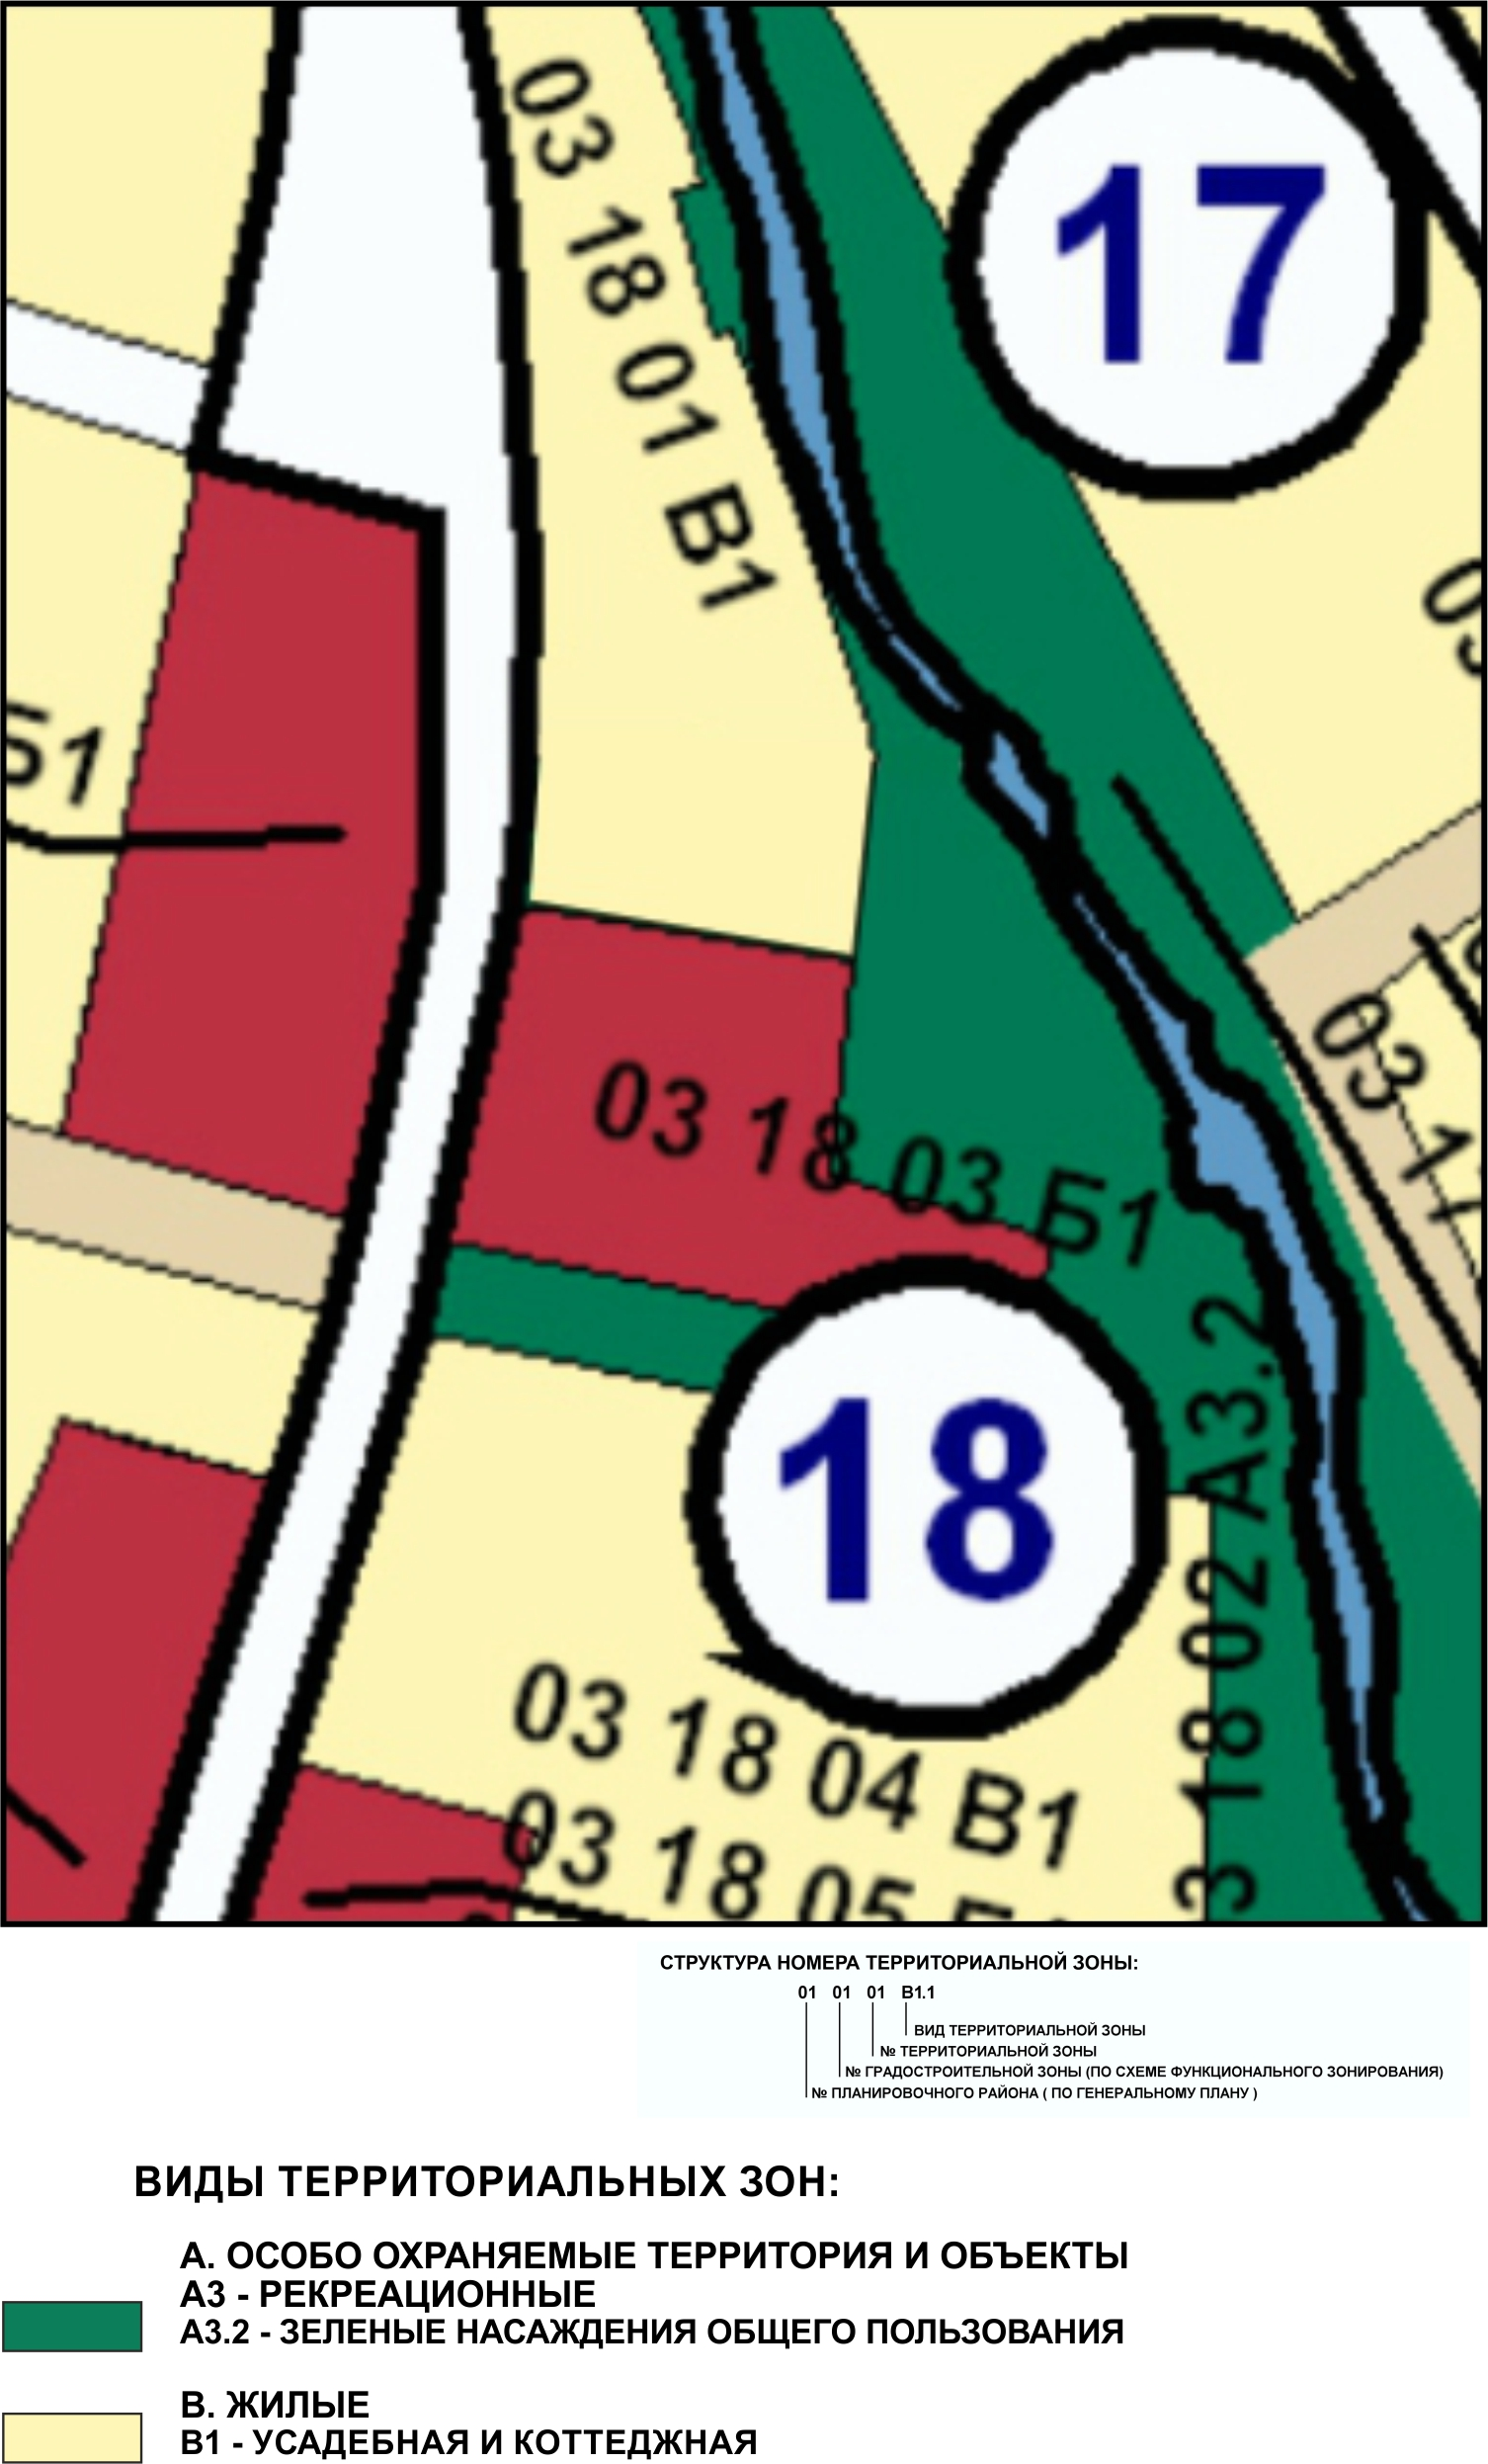 03 18 01 В1
17
Б1
03 18 03 Б1
18
03 18 04 В1
03 18 05
3 18 02 А3.2
СТРУКТУРА НОМЕРА ТЕРРИТОРИАЛЬНОЙ ЗОНЫ:
01 01 01 В1.1
ВИД ТЕРРИТОРИАЛЬНОЙ ЗОНЫ
№ ТЕРРИТОРИАЛЬНОЙ ЗОНЫ
№ ГРАДОСТРОИТЕЛЬНОЙ ЗОНЫ (ПО СХЕМЕ ФУНКЦИОНАЛЬНОГО ЗОНИРОВАНИЯ)
№ ПЛАНИРОВОЧНОГО РАЙОНА ( ПО ГЕНЕРАЛЬНОМУ ПЛАНУ )
ВИДЫ ТЕРРИТОРИАЛЬНЫХ ЗОН:
А. ОСОБО ОХРАНЯЕМЫЕ ТЕРРИТОРИЯ И ОБЪЕКТЫ
А3 - РЕКРЕАЦИОННЫЕ
А3.2 - ЗЕЛЕНЫЕ НАСАЖДЕНИЯ ОБЩЕГО ПОЛЬЗОВАНИЯ
В. ЖИЛЫЕ
В1 - УСАДЕБНАЯ И КОТТЕДЖНАЯ